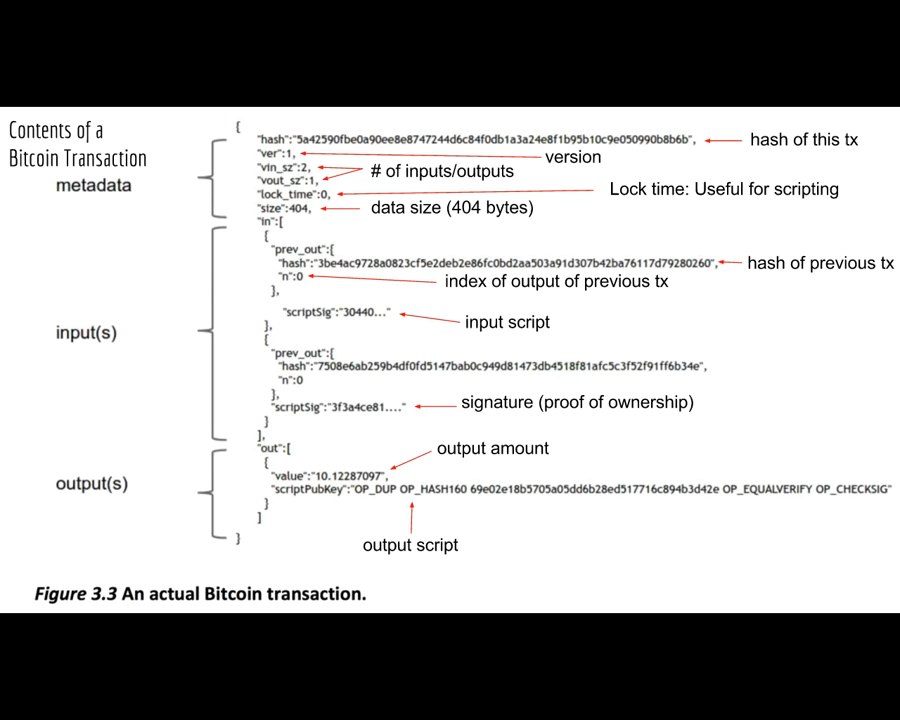 Contents of a
Bitcoin Transaction
metadata
{
"hash":"5a42590fbe0a90ee8e8747244d6c84f0db1a3a24e8f1b95b10c9e050990b8b6b", hash of this tx
"ver":1, version
"vin_sz":2, # of inputs/outputs
"vout_sz":1,
"lock_time":0, Lock time: Useful for scripting
"size":404, data size (404 bytes)
input(s)
"in":[
{
"prev_out":[
"hash":"3be4ac9728a0823cf5e2deb2e86fc0bd2aa503a91d307b42ba76117d79280260", hash of previous tx
"n":0 index of output of previous tx
],
"scriptSig":"30440..." input script
},
{
"prev_out":[
"hash":"7508e6ab259b4df0fd5147bab0c949d81473db4518f81afc5c3f52f91ff6b34e",
"n":0
],
"scriptSig":"3f3a4ce81...." signature (proof of ownership)
}
],
output(s)
"out":[
{
output amount
"value":"10.12287097",
"scriptPubKey":"OP_DUP OP_HASH160 69e02e18b5705a05dd6b28ed517716c894b3d42e OP_EQUALVERIFY OP_CHECKSIG"
}
]
}
output script
Figure 3.3 An actual Bitcoin transaction.